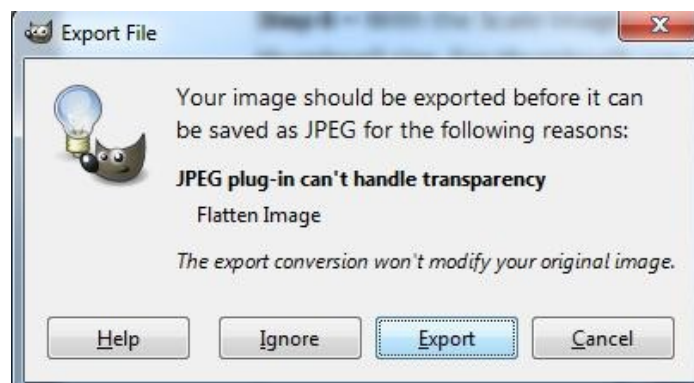 Export File
Your image should be exported before it can
be saved as JPEG for the following reasons:
JPEG plug-in can't handle transparency
Flatten Image
The export conversion won't modify your original image.
Help
Ignore
Export
Cancel